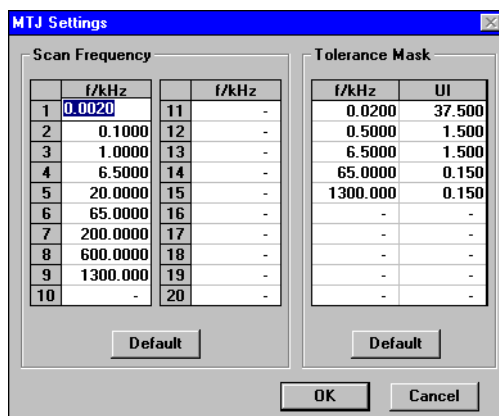 MTJ Settings
Scan Frequency
f/kHz f/kHz
1 0.0020 11 -
2 0.1000 12 -
3 1.0000 13 -
4 6.5000 14 -
5 20.0000 15 -
6 65.0000 16 -
7 200.0000 17 -
8 600.0000 18 -
9 1300.000 19 -
10 - 20 -
Default
Tolerance Mask
f/kHz UI
0.0200 37.500
0.5000 1.500
6.5000 1.500
65.0000 0.150
1300.000 0.150
- -
- -
- -
- -
- -
Default
OK Cancel